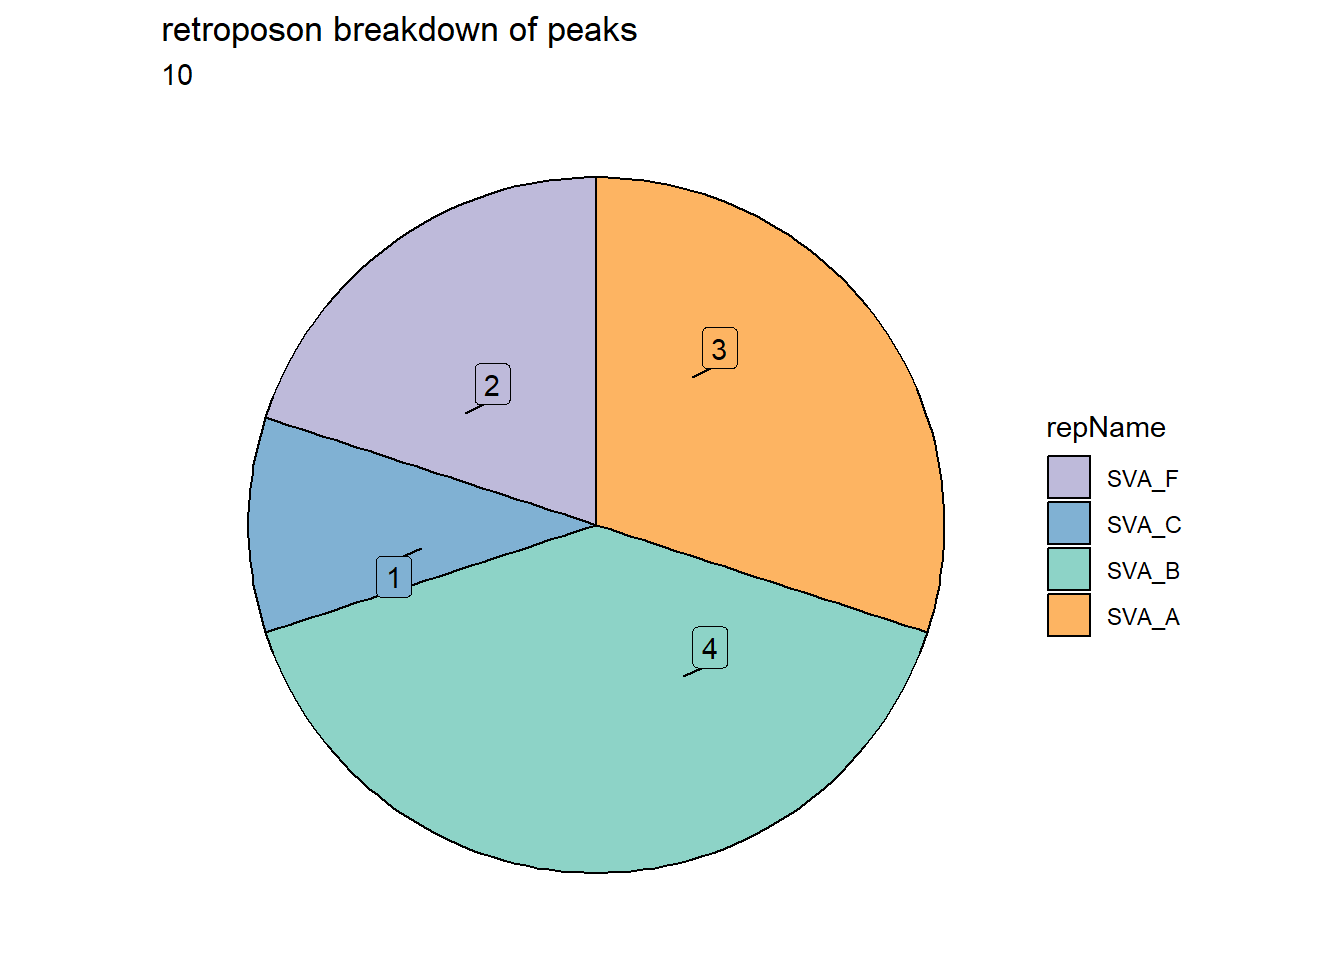 retroposon breakdown of peaks
10
3
2
1
4
repName
SVA_F
SVA_C
SVA_B
SVA_A